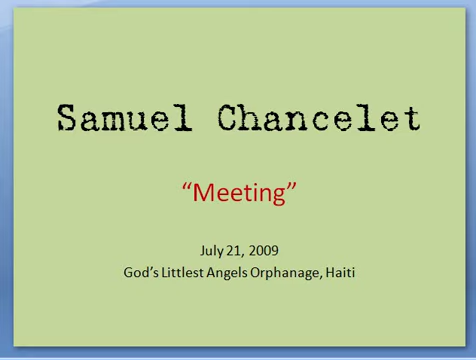 Samuel Chancelet
“Meeting”
July 21, 2009
God’s Littlest Angels Orphanage, Haiti